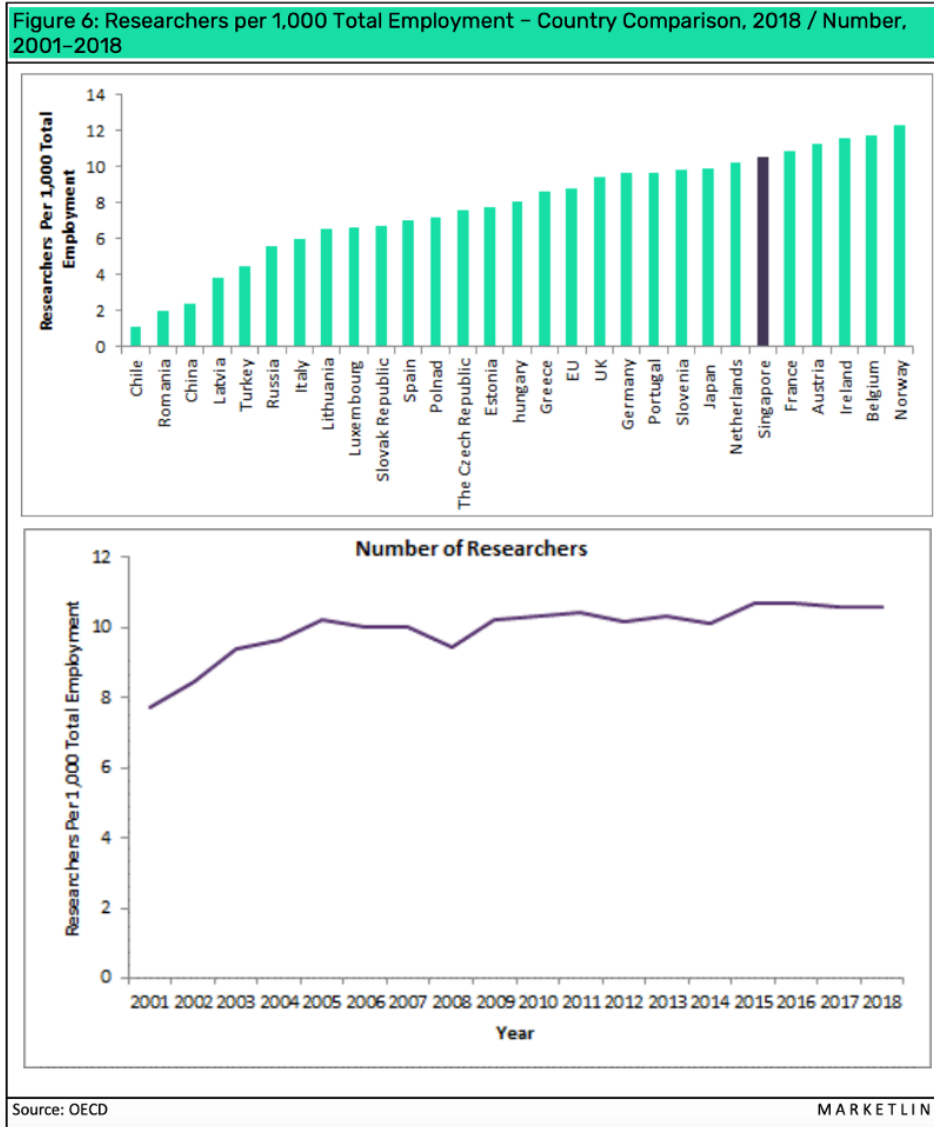 Figure 6: Researchers per 1,000 Total Employment – Country Comparison, 2018 / Number,
2001–2018
Researchers Per 1,000 Total
Employment
14
12
10
8
6
4
2
0
Chile
Romania
China
Latvia
Turkey
Russia
Italy
Lithuania
Luxembourg
Slovak Republic
Spain
Polnad
The Czech Republic
Estonia
hungary
Greece
EU
UK
Germany
Portugal
Slovenia
Japan
Netherlands
Singapore
France
Austria
Ireland
Belgium
Norway
Number of Researchers
Researchers Per 1,000 Total Employment
12
10
8
6
4
2
0
2001 2002 2003 2004 2005 2006 2007 2008 2009 2010 2011 2012 2013 2014 2015 2016 2017 2018
Year
Source: OECD
MARKETLIN